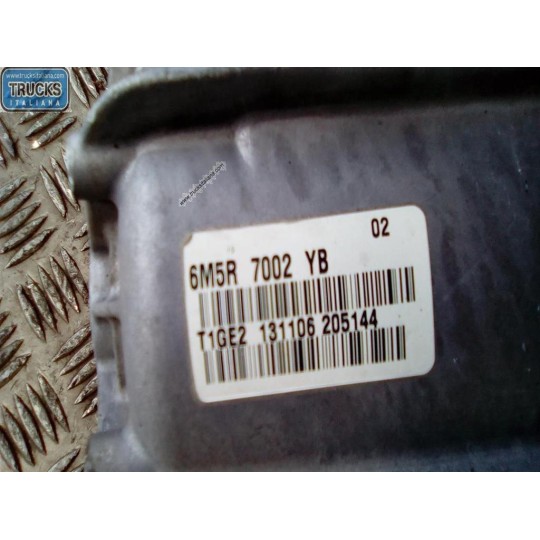 www.trucksitaliana.com
TRUCKS
ITALIANA
02
6M5R 7002 YB
T1GE2 131106 205144